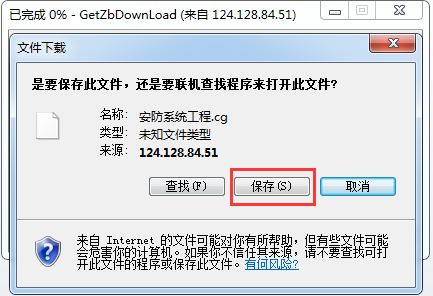 已完成 0% - GetZbDownLoad (来自 124.128.84.51)
文件下载
是要保存此文件，还是要联机查找程序来打开此文件?
名称: 安防系统工程.cg
类型: 未知文件类型
来源: 124.128.84.51
查找(F) 保存(S) 取消
来自 Internet 的文件可能对你有所帮助，但有些文件可能
会危害你的计算机。如果你不信任其来源，请不要查找可打
开此文件的程序或保存此文件。有何风险?